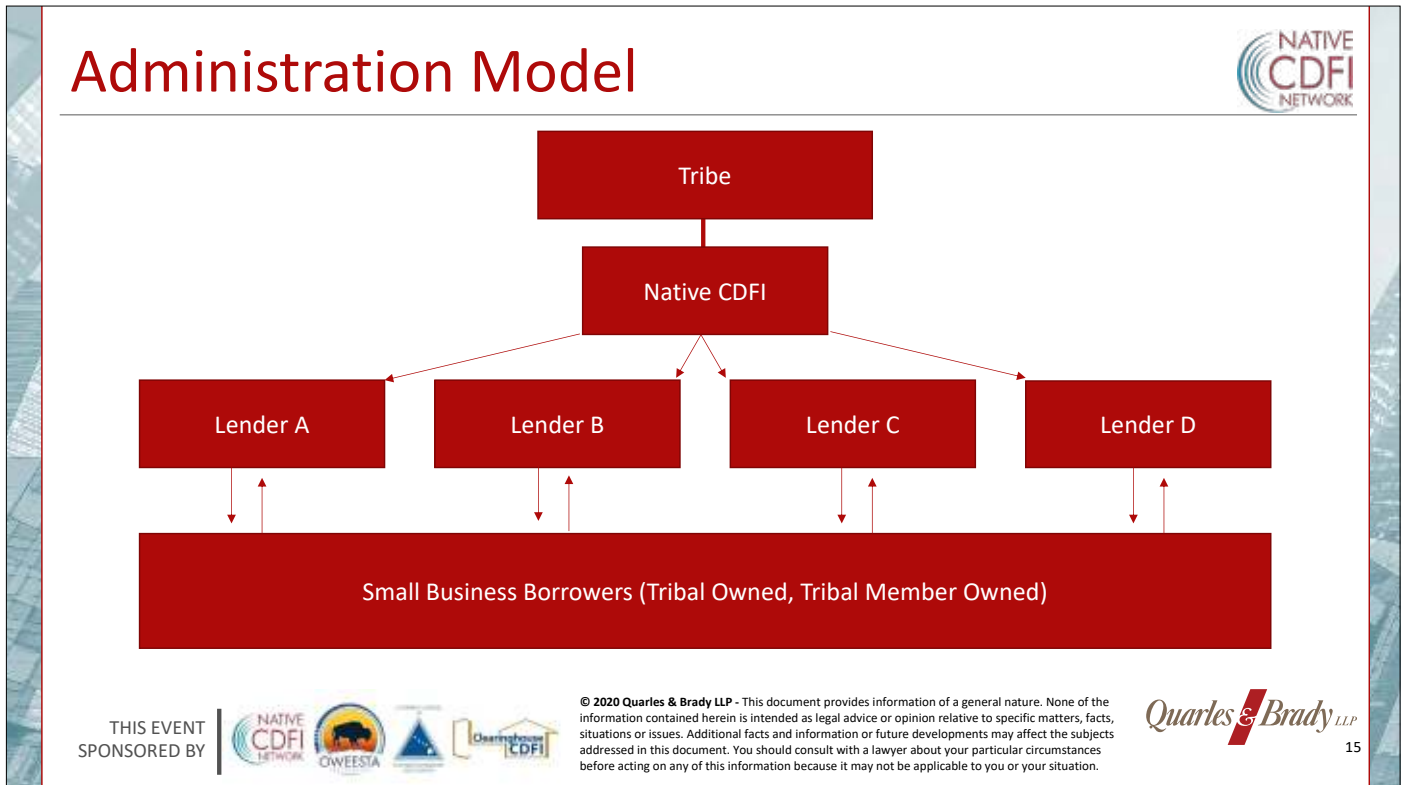 Administration Model
NATIVE
CDFI
NETWORK
Tribe
Native CDFI
Lender A
Lender B
Lender C
Lender D
Small Business Borrowers (Tribal Owned, Tribal Member Owned)
THIS EVENT
SPONSORED BY
NATIVE
CDFI
NETWORK
OWEESTA
Clearinghouse
CDFI
© 2020 Quarles & Brady LLP - This document provides information of a general nature. None of the
information contained herein is intended as legal advice or opinion relative to specific matters, facts,
situations or issues. Additional facts and information or future developments may affect the subjects
addressed in this document. You should consult with a lawyer about your particular circumstances
before acting on any of this information because it may not be applicable to you or your situation.
Quarles & Brady LLP
15